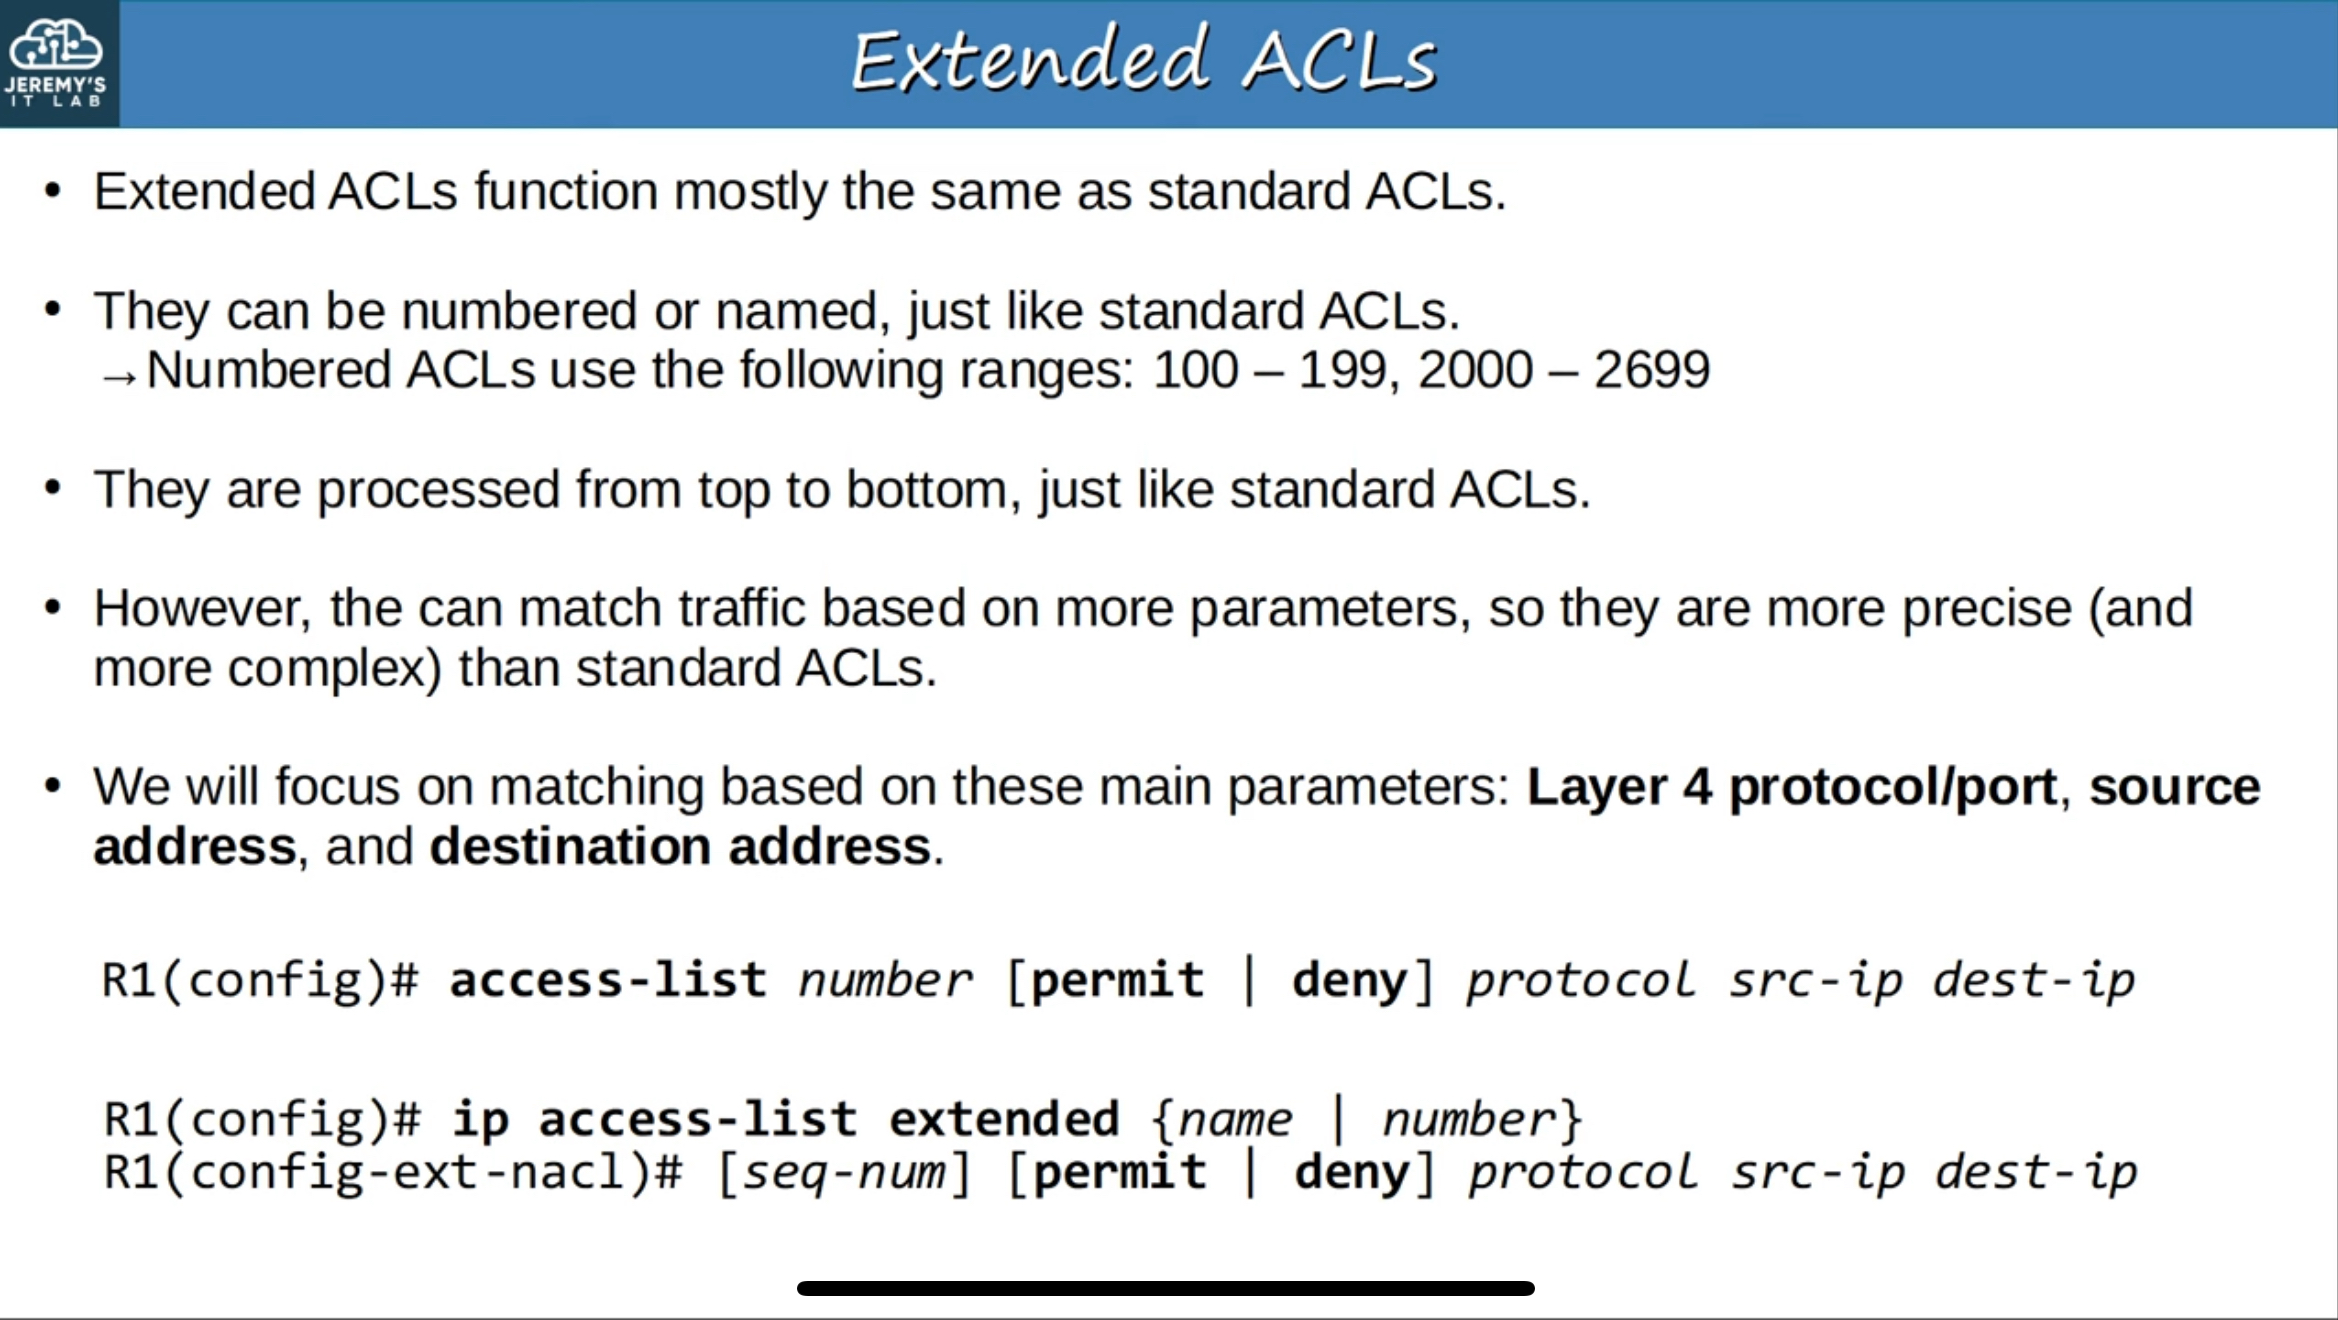 JEREMY'S
IT LAB
Extended ACLs
• Extended ACLs function mostly the same as standard ACLs.
• They can be numbered or named, just like standard ACLs.
→Numbered ACLs use the following ranges: 100 – 199, 2000 – 2699
• They are processed from top to bottom, just like standard ACLs.
• However, the can match traffic based on more parameters, so they are more precise (and
more complex) than standard ACLs.
• We will focus on matching based on these main parameters: Layer 4 protocol/port, source
address, and destination address.
R1(config)# access-list number [permit | deny] protocol src-ip dest-ip
R1(config)# ip access-list extended {name | number}
R1(config-ext-nacl)# [seq-num] [permit | deny] protocol src-ip dest-ip